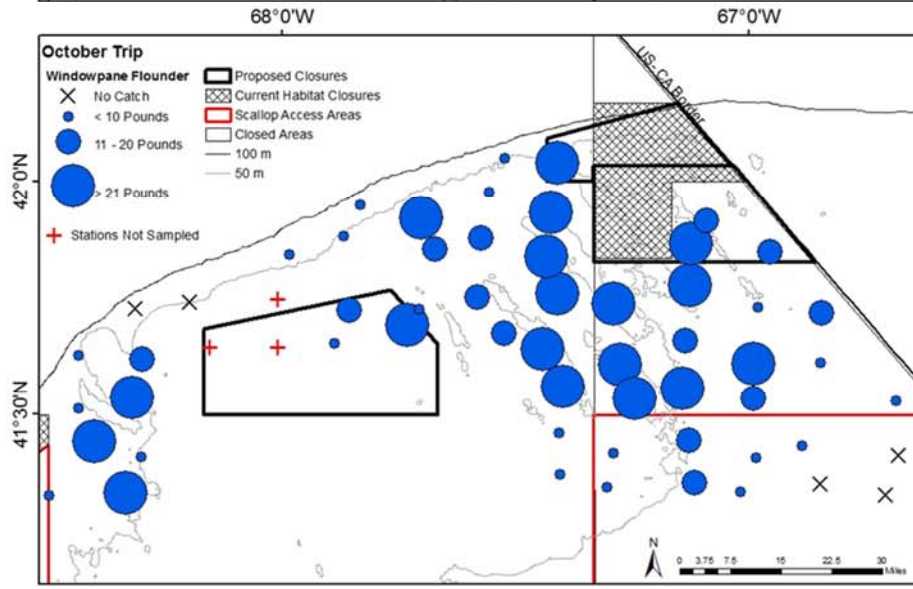 68°0'W
67°0'W
October Trip
Windowpane Flounder
No Catch
< 10 Pounds
11 - 20 Pounds
> 21 Pounds
Stations Not Sampled
Proposed Closures
Current Habitat Closures
Scallop Access Areas
Closed Areas
100 m
50 m
US- CA Border
42°0'N
41°30'N
N
0 3.75 7.5 15 22.5 30
Miles